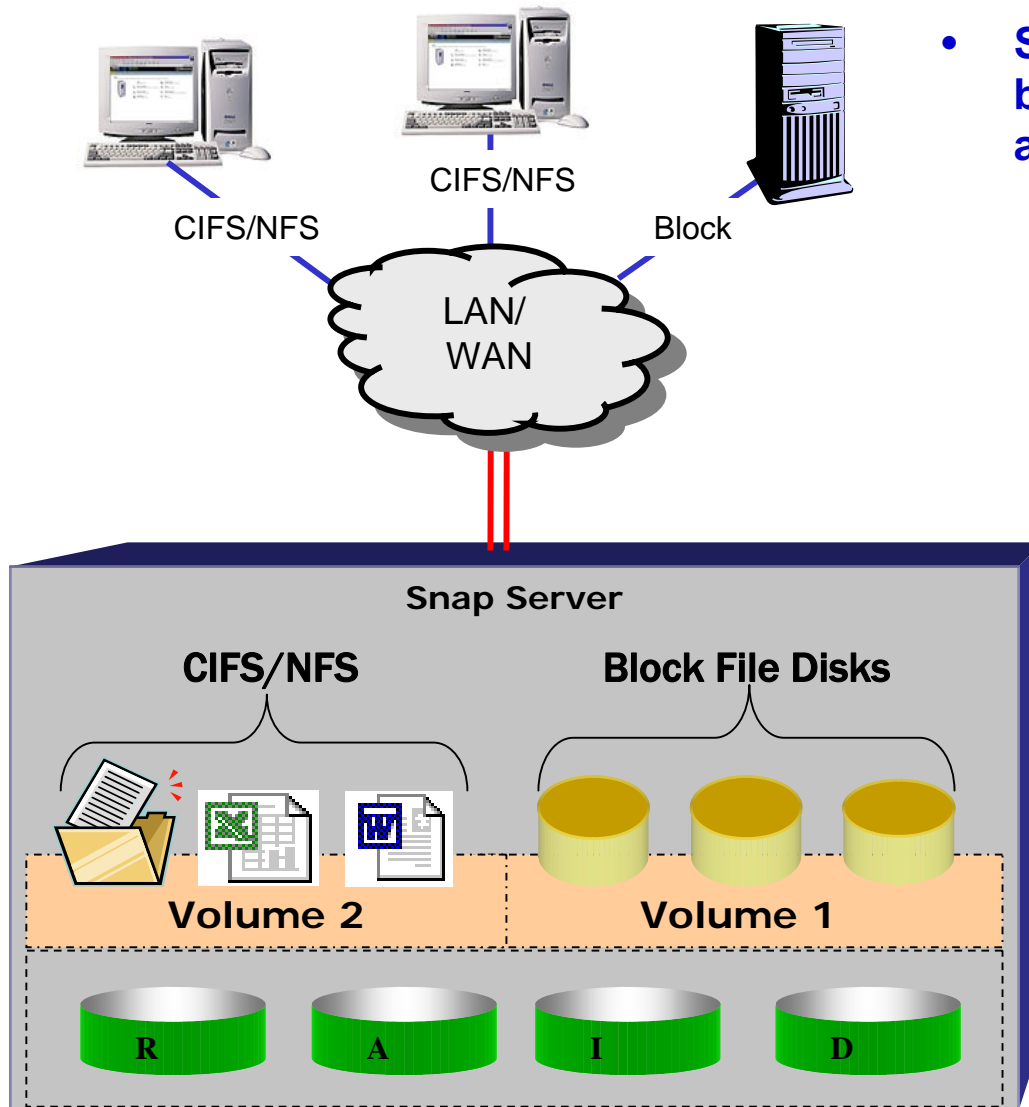 CIFS/NFS
CIFS/NFS
Block
LAN/
WAN
Snap Server
CIFS/NFS
Block File Disks
X
W
Volume 2
Volume 1
R
A
I
D